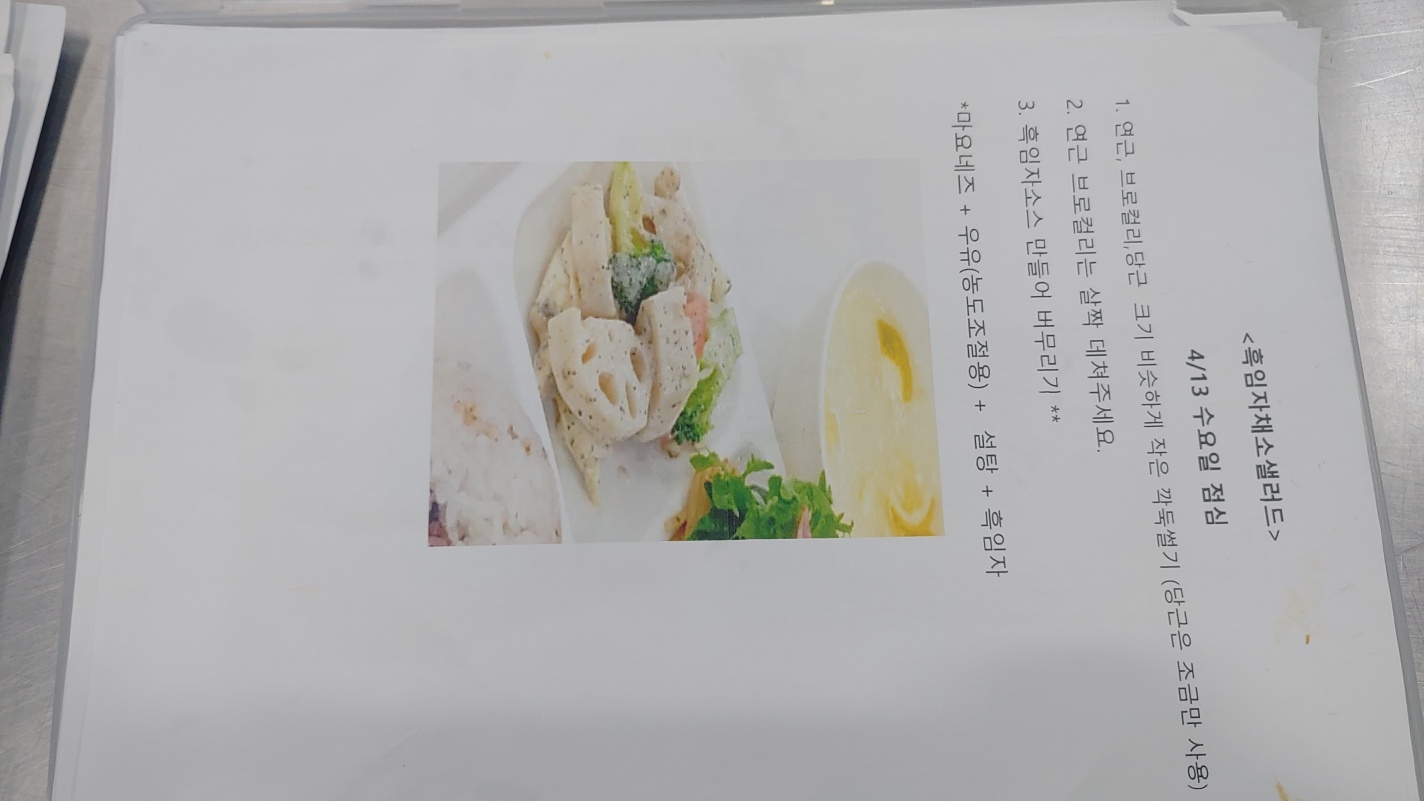 <흑임자채소샐러드>
4/13 수요일 점심
1. 연근, 브로컬리,당근 크기 비슷하게 작은 깍둑썰기 (당근은 조금만 사용)
2. 연근 브로컬리는 살짝 데쳐주세요.
3. 흑임자소스 만들어 버무리기 **
*마요네즈 + 우유(농도조절용) + 설탕 + 흑임자